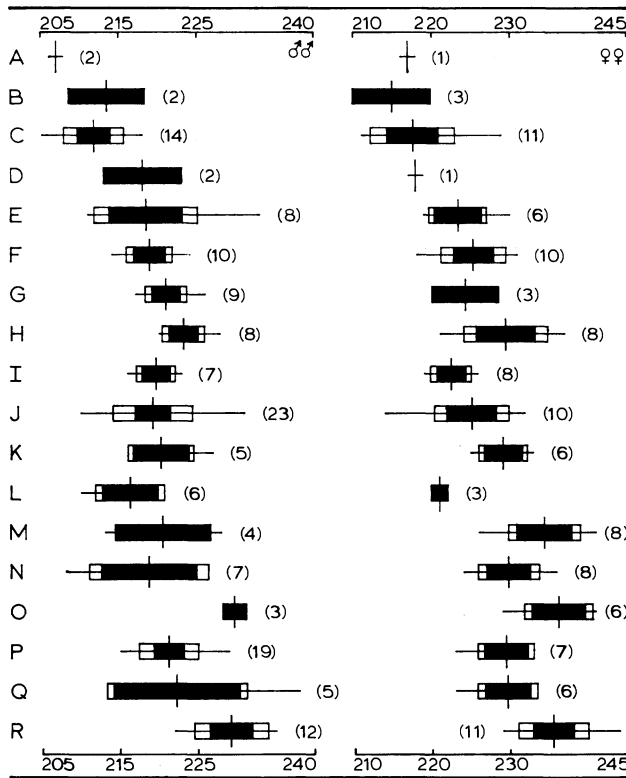 205 215 225 240 210 220 230 245
♂♂ ♀♀
A (2) (1)
B (2) (3)
C (14) (11)
D (2) (1)
E (8) (6)
F (10) (10)
G (9) (3)
H (8) (8)
I (7) (8)
J (23) (10)
K (5) (6)
L (6) (3)
M (4) (8)
N (7) (8)
O (3) (6)
P (19) (7)
Q (5) (6)
R (12) (11)
205 215 225 240 210 220 230 245